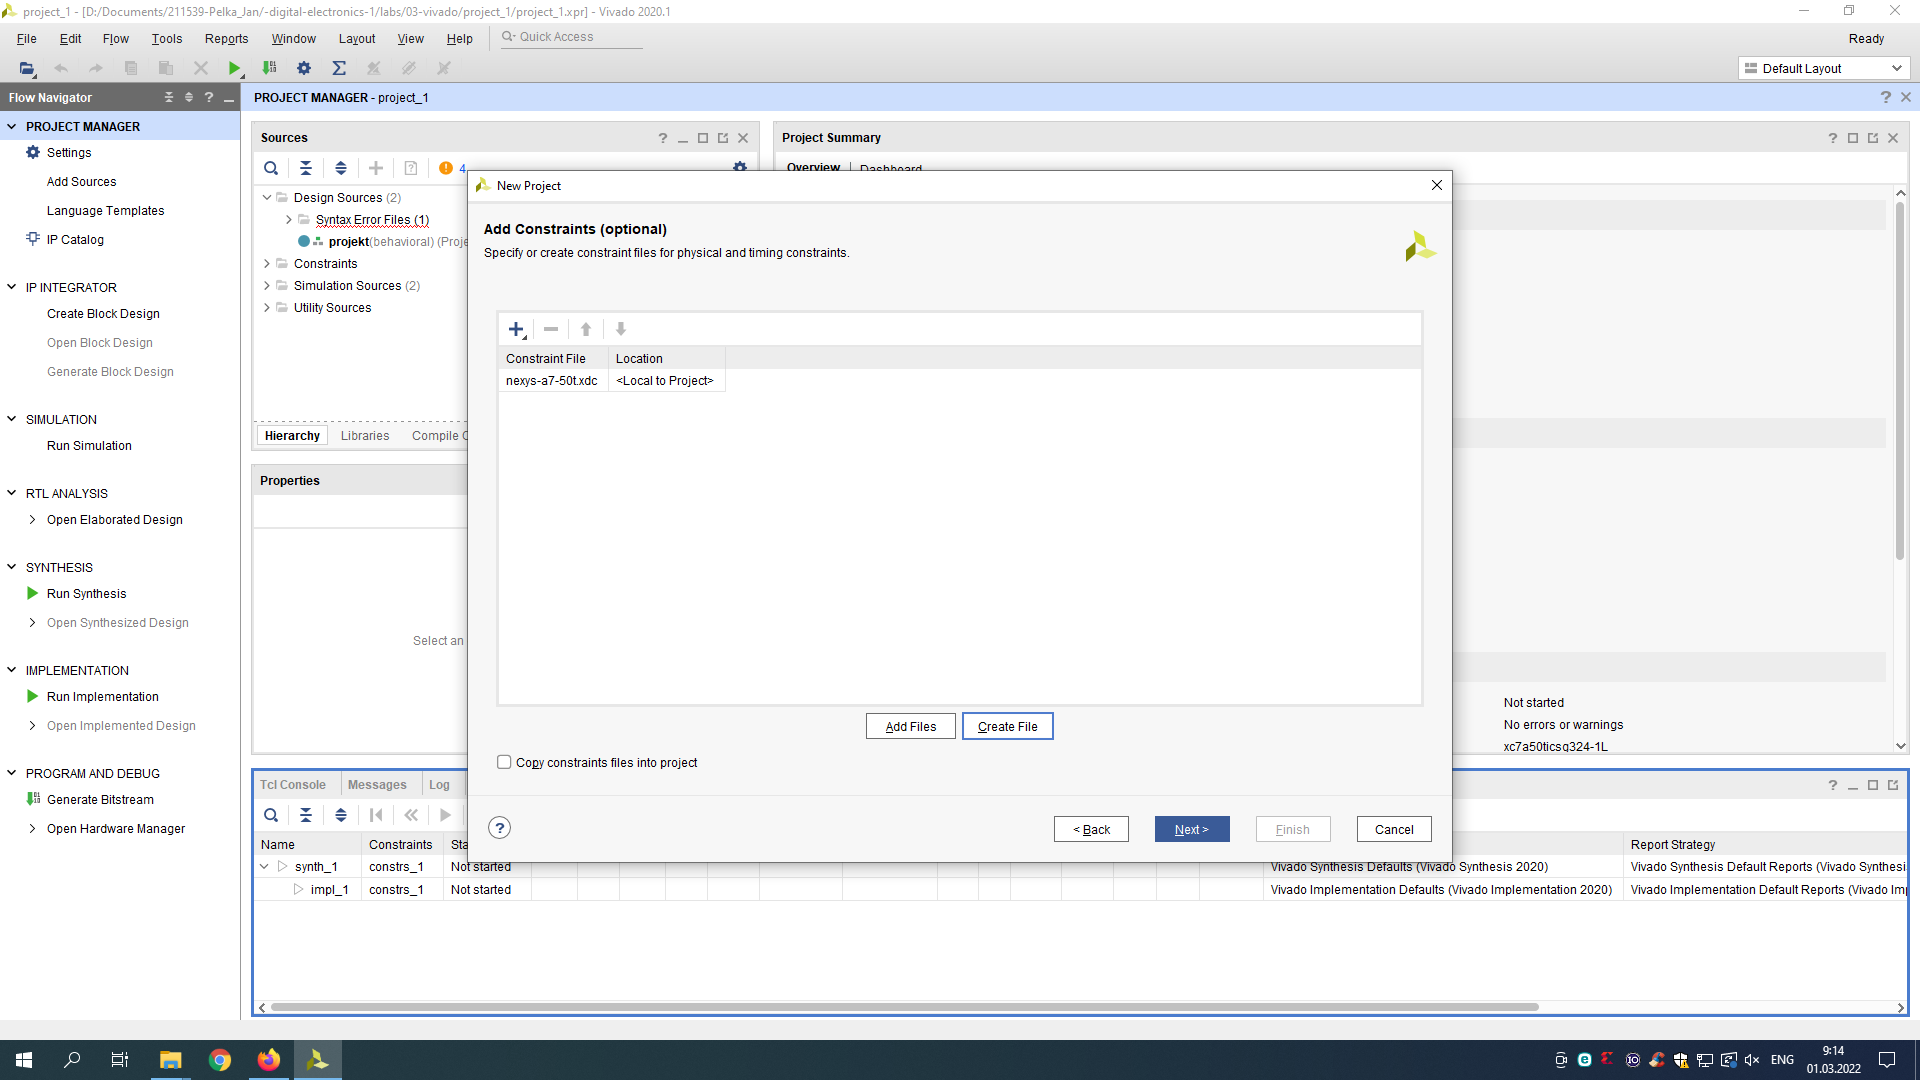 project_1 - [D:/Documents/211539-Pelka_Jan/-digital-electronics-1/labs/03-vivado/project_1/project_1.xpr] - Vivado 2020.1
File Edit Flow Tools Reports Window Layout View Help Quick Access Ready
Default Layout
Flow Navigator
PROJECT MANAGER
Settings
Add Sources
Language Templates
IP Catalog
IP INTEGRATOR
Create Block Design
Open Block Design
Generate Block Design
SIMULATION
Run Simulation
RTL ANALYSIS
Open Elaborated Design
SYNTHESIS
Run Synthesis
Open Synthesized Design
IMPLEMENTATION
Run Implementation
Open Implemented Design
PROGRAM AND DEBUG
Generate Bitstream
Open Hardware Manager
PROJECT MANAGER - project_1
Sources
4
Design Sources (2)
Syntax Error Files (1)
projekt(behavioral) (Proje
Constraints
Simulation Sources (2)
Utility Sources
Hierarchy Libraries Compile
Properties
Select an
Project Summary
Overview | Dashboard
Not started
No errors or warnings
xc7a50ticsg324-1L
New Project
Add Constraints (optional)
Specify or create constraint files for physical and timing constraints.
Constraint File Location
nexys-a7-50t.xdc <Local to Project>
Add Files Create File
Copy constraints files into project
? < Back Next > Finish Cancel
Tcl Console Messages Log
Name Constraints Sta Report Strategy
synth_1 constrs_1 Not started Vivado Synthesis Defaults (Vivado Synthesis 2020) Vivado Synthesis Default Reports (Vivado Synthesi
impl_1 constrs_1 Not started Vivado Implementation Defaults (Vivado Implementation 2020) Vivado Implementation Default Reports (Vivado Im
ENG
9:14
01.03.2022